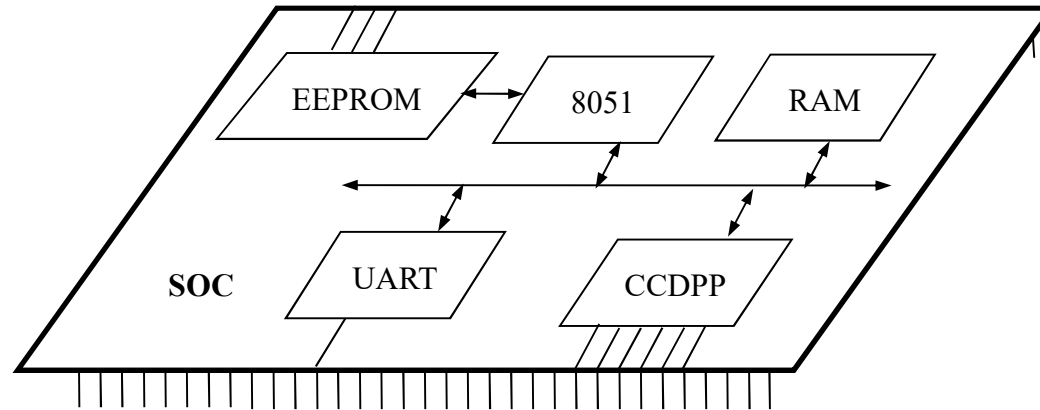 EEPROM
8051
RAM
SOC
UART
CCDPP